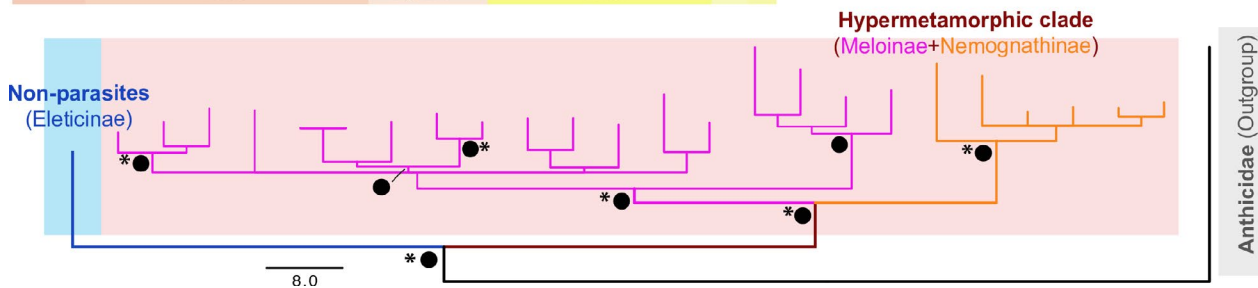 Hypermetamorphic clade
(Meloinae+Nemognathinae)
Non-parasites
(Eleticinae)
*
*
*
*
*
*
8.0
Anthicidae (Outgroup)